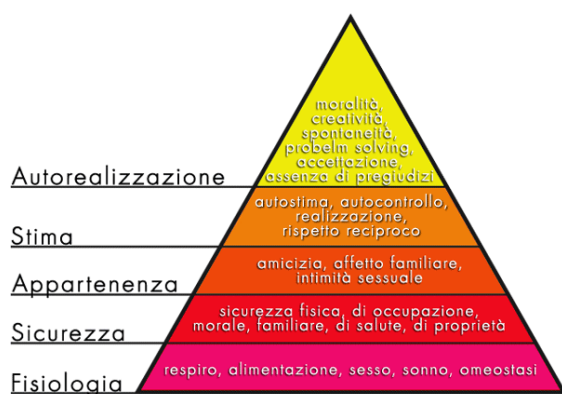 moralità,
creatività,
spontaneità,
probelm solving,
accettazione,
assenza di pregiudizi
Autorealizzazione
autostima, autocontrollo,
realizzazione,
rispetto reciproco
Stima
amicizia, affetto familiare,
intimità sessuale
Appartenenza
sicurezza fisica, di occupazione,
morale, familiare, di salute, di proprietà
Sicurezza
respiro, alimentazione, sesso, sonno, omeostasi
Fisiologia